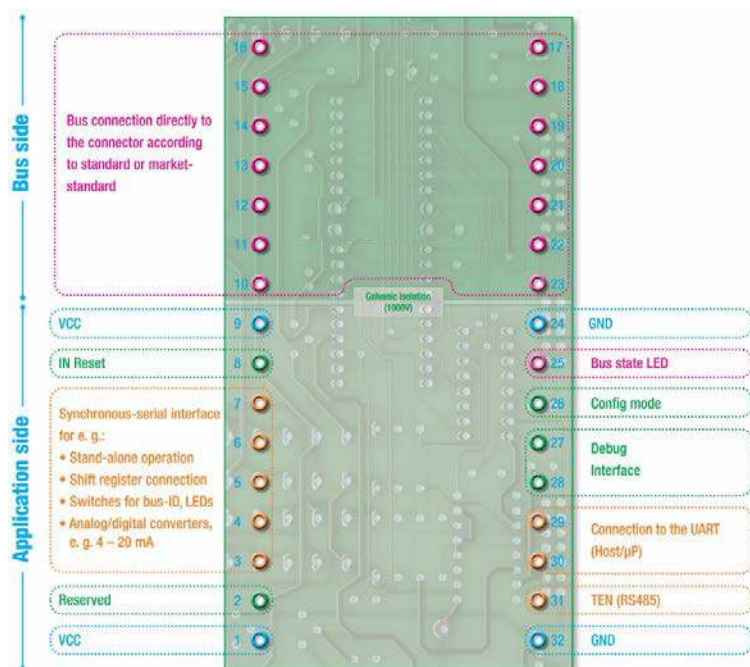 Bus side
Application side
Bus connection directly to
the connector according
to standard or market-
standard
16
15
14
13
12
11
10
17
18
19
20
21
22
23
Galvanic isolation
(1000V)
VCC
9
24
GND
IN Reset
8
25
Bus state LED
Synchronous-serial interface
for e. g.:
• Stand-alone operation
• Shift register connection
• Switches for bus-ID, LEDs
• Analog/digital converters,
e. g. 4 – 20 mA
7
6
5
4
3
26
Config mode
27
28
Debug
Interface
29
30
Connection to the UART
(Host/µP)
Reserved
2
31
TEN (RS485)
VCC
1
32
GND